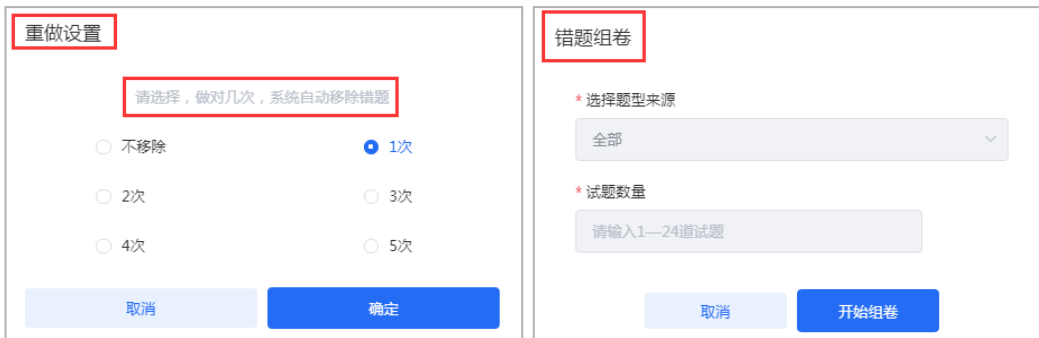 重做设置
请选择，做对几次，系统自动移除错题
不移除
1次
2次
3次
4次
5次
取消
确定
错题组卷
* 选择题型来源
全部
* 试题数量
请输入1—24道试题
取消
开始组卷